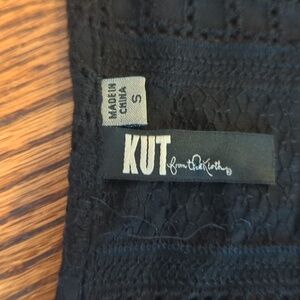 MADE IN
CHINA
S
KUT from the Kloth